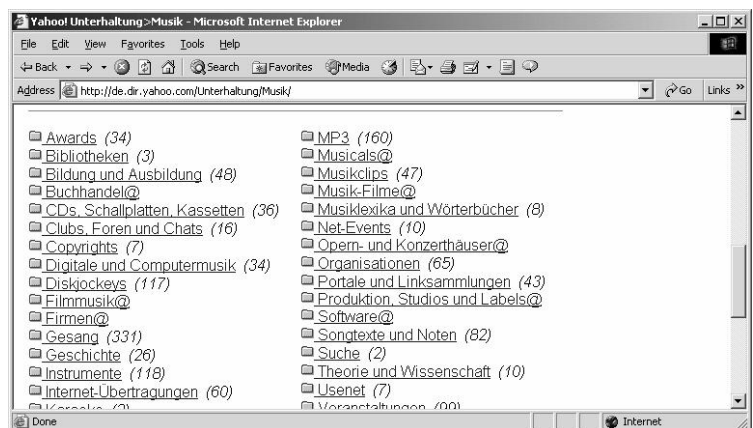 Yahoo! Unterhaltung>Musik - Microsoft Internet Explorer
File Edit View Favorites Tools Help
Back Search Favorites Media
Address http://de.dir.yahoo.com/Unterhaltung/Musik/ Go Links »
Awards (34)
Bibliotheken (3)
Bildung und Ausbildung (48)
Buchhandel@
CDs, Schallplatten, Kassetten (36)
Clubs, Foren und Chats (16)
Copyrights (7)
Digitale und Computermusik (34)
Diskjockeys (117)
Filmmusik@
Firmen@
Gesang (331)
Geschichte (26)
Instrumente (118)
Internet-Übertragungen (60)
Karaoke (2)
MP3 (160)
Musicals@
Musikclips (47)
Musik-Filme@
Musiklexika und Wörterbücher (8)
Net-Events (10)
Opern- und Konzerthäuser@
Organisationen (65)
Portale und Linksammlungen (43)
Produktion, Studios und Labels@
Software@
Songtexte und Noten (82)
Suche (2)
Theorie und Wissenschaft (10)
Usenet (7)
Veranstaltungen (99)
Done Internet